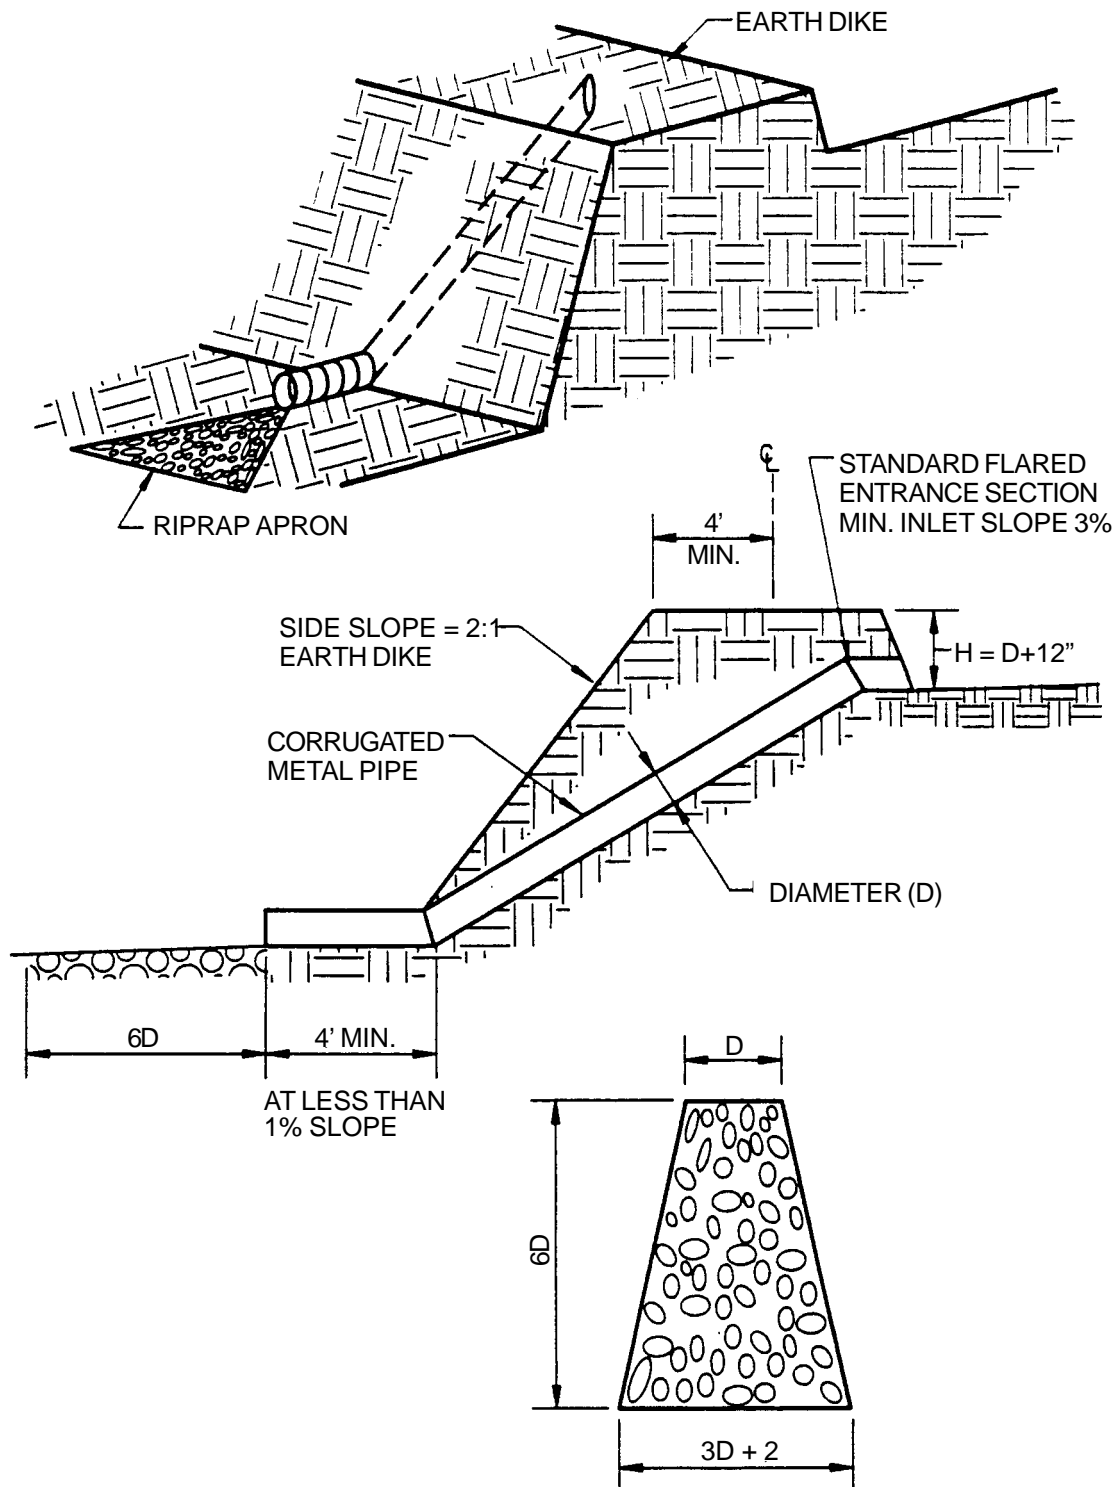 EARTH DIKE
RIPRAP APRON
℄
STANDARD FLARED
ENTRANCE SECTION
MIN. INLET SLOPE 3%
4'
MIN.
SIDE SLOPE = 2:1
EARTH DIKE
H = D+12”
CORRUGATED
METAL PIPE
DIAMETER (D)
6D
4' MIN.
AT LESS THAN
1% SLOPE
D
6D
3D + 2